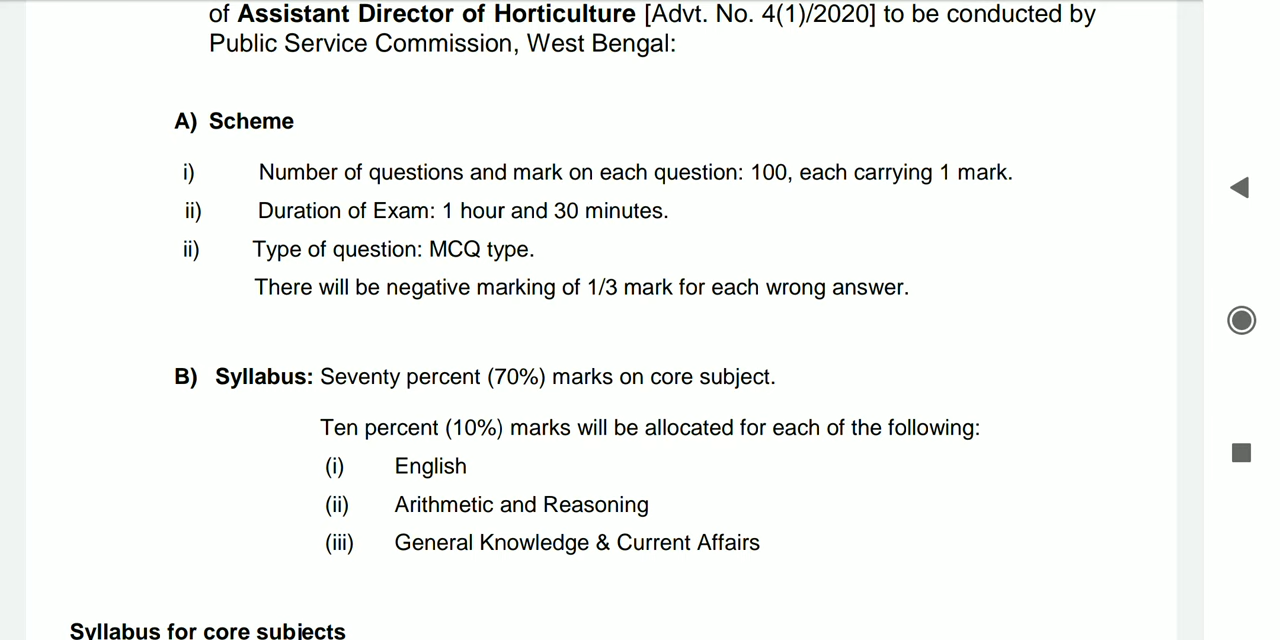 of Assistant Director of Horticulture [Advt. No. 4(1)/2020] to be conducted by
Public Service Commission, West Bengal:
A) Scheme
i) Number of questions and mark on each question: 100, each carrying 1 mark.
ii) Duration of Exam: 1 hour and 30 minutes.
ii) Type of question: MCQ type.
There will be negative marking of 1/3 mark for each wrong answer.
B) Syllabus: Seventy percent (70%) marks on core subject.
Ten percent (10%) marks will be allocated for each of the following:
(i) English
(ii) Arithmetic and Reasoning
(iii) General Knowledge & Current Affairs
Syllabus for core subjects